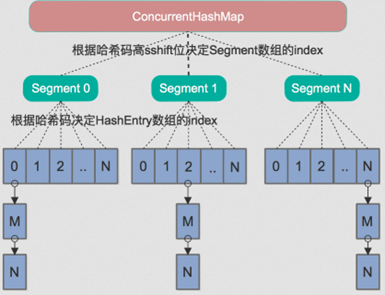 ConcurrentHashMap
根据哈希码高sshift位决定Segment数组的index
Segment 0 Segment 1 Segment N
根据哈希码决定HashEntry数组的index
0 1 2 .. N 0 1 2 .. N 0 1 2 .. N
M M M
N N N